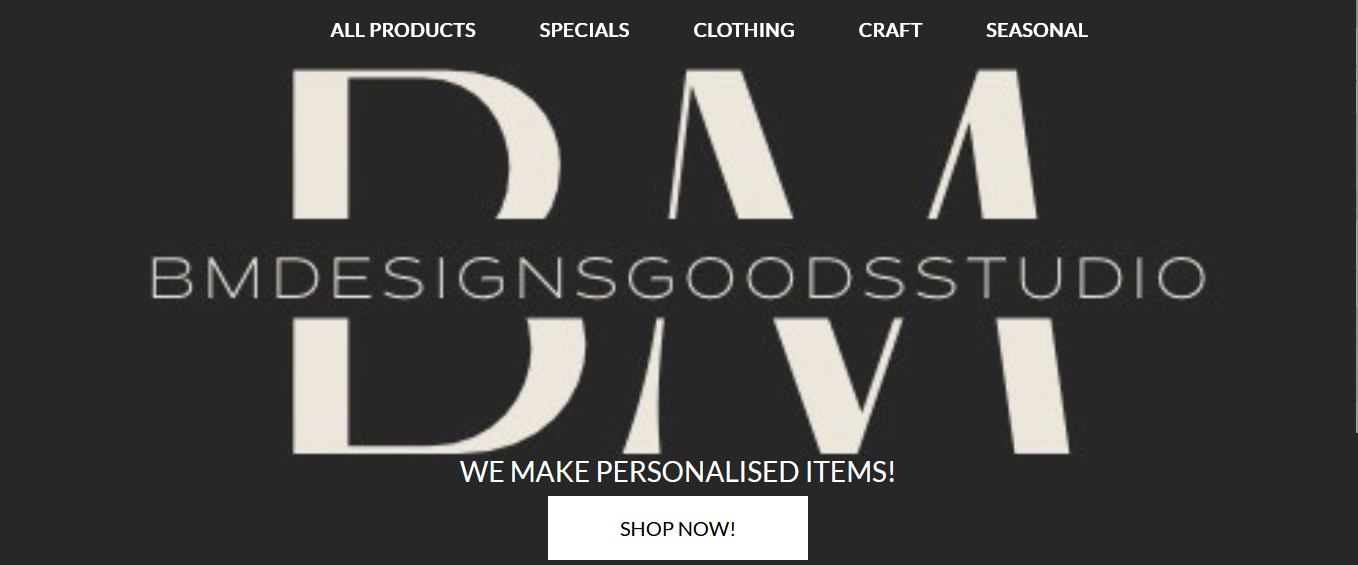 ALL PRODUCTS SPECIALS CLOTHING CRAFT SEASONAL
BM
BMDESIGNSGOODSSTUDIO
WE MAKE PERSONALISED ITEMS!
SHOP NOW!